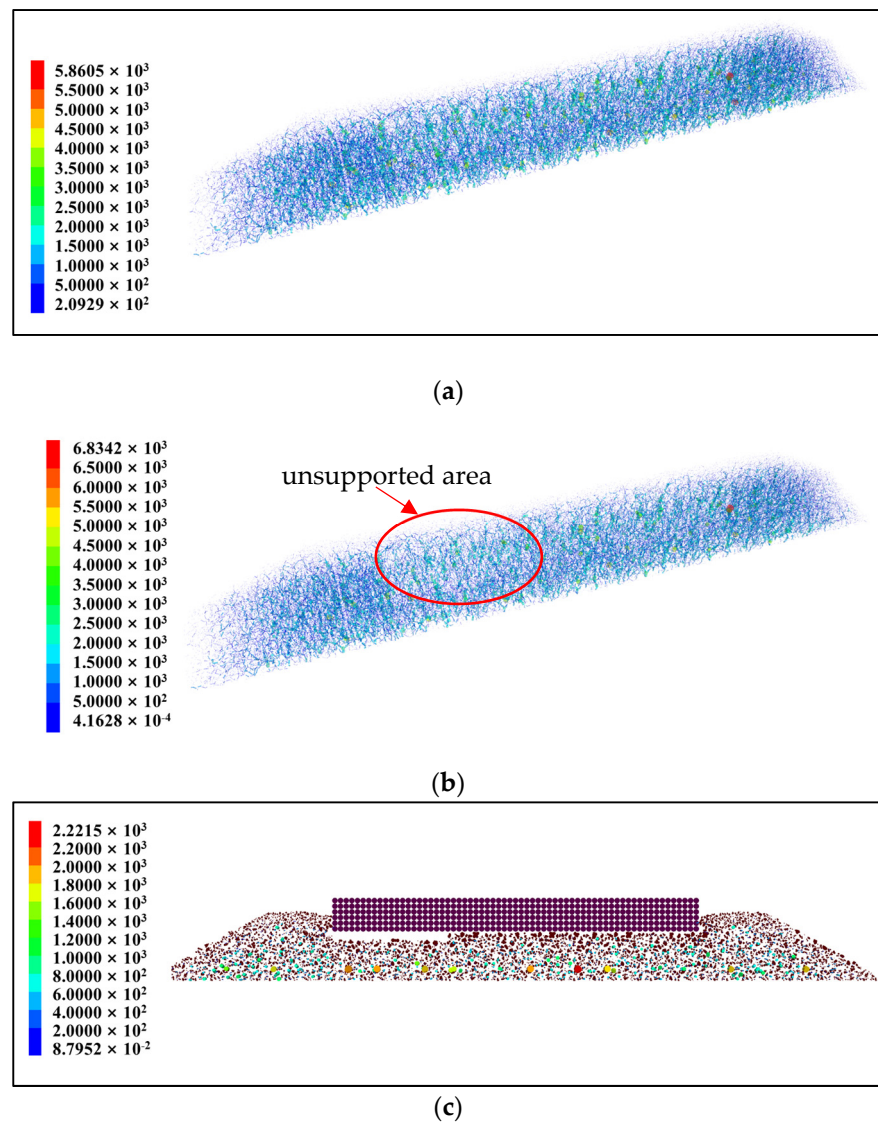 5.8605 × 10³
5.5000 × 10³
5.0000 × 10³
4.5000 × 10³
4.0000 × 10³
3.5000 × 10³
3.0000 × 10³
2.5000 × 10³
2.0000 × 10³
1.5000 × 10³
1.0000 × 10³
5.0000 × 10²
2.0929 × 10²
(a)
6.8342 × 10³
6.5000 × 10³
6.0000 × 10³
5.5000 × 10³
5.0000 × 10³
4.5000 × 10³
4.0000 × 10³
3.5000 × 10³
3.0000 × 10³
2.5000 × 10³
2.0000 × 10³
1.5000 × 10³
1.0000 × 10³
5.0000 × 10²
4.1628 × 10⁻⁴
unsupported area
(b)
2.2215 × 10³
2.2000 × 10³
2.0000 × 10³
1.8000 × 10³
1.6000 × 10³
1.4000 × 10³
1.2000 × 10³
1.0000 × 10³
8.0000 × 10²
6.0000 × 10²
4.0000 × 10²
2.0000 × 10²
8.7952 × 10⁻²
(c)